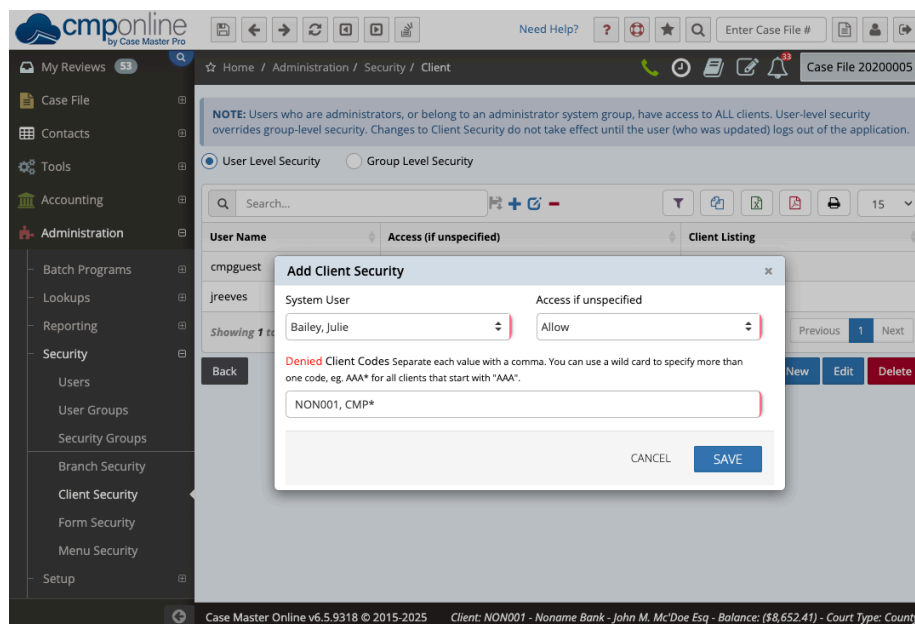 cmponline
by Case Master Pro
Need Help?
?
Enter Case File #
My Reviews 53
Home / Administration / Security / Client
33
Case File 20200005
Case File
Contacts
Tools
Accounting
Administration
Batch Programs
Lookups
Reporting
Security
Users
User Groups
Security Groups
Branch Security
Client Security
Form Security
Menu Security
Setup
NOTE: Users who are administrators, or belong to an administrator system group, have access to ALL clients. User-level security
overrides group-level security. Changes to Client Security do not take effect until the user (who was updated) logs out of the application.
User Level Security
Group Level Security
Search...
15
User Name
Access (if unspecified)
Client Listing
cmpguest
jreeves
Showing 1 to
Previous 1 Next
Back
New
Edit
Delete
Add Client Security
×
System User
Access if unspecified
Bailey, Julie
Allow
Denied Client Codes Separate each value with a comma. You can use a wild card to specify more than
one code, eg. AAA* for all clients that start with "AAA".
NON001, CMP*
CANCEL
SAVE
Case Master Online v6.5.9318 © 2015-2025
Client: NON001 - Noname Bank - John M. Mc'Doe Esq - Balance: ($8,652.41) - Court Type: County